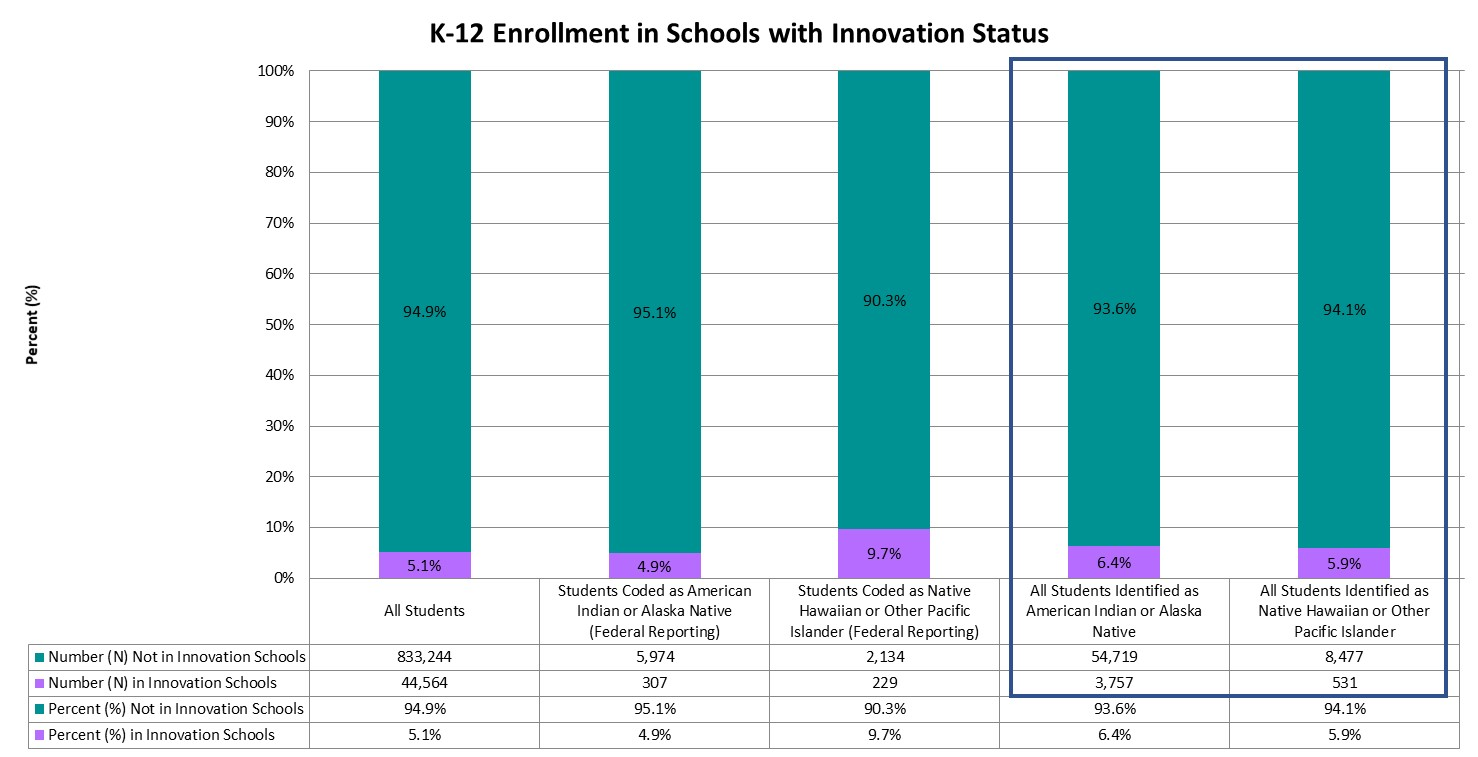 K-12 Enrollment in Schools with Innovation Status
Percent (%)
100%
90%
80%
70%
60%
50%
40%
30%
20%
10%
0%
94.9%
95.1%
90.3%
93.6%
94.1%
5.1%
4.9%
9.7%
6.4%
5.9%
All Students
Students Coded as American
Indian or Alaska Native
(Federal Reporting)
Students Coded as Native
Hawaiian or Other Pacific
Islander (Federal Reporting)
All Students Identified as
American Indian or Alaska
Native
All Students Identified as
Native Hawaiian or Other
Pacific Islander
Number (N) Not in Innovation Schools 833,244 5,974 2,134 54,719 8,477
Number (N) in Innovation Schools 44,564 307 229 3,757 531
Percent (%) Not in Innovation Schools 94.9% 95.1% 90.3% 93.6% 94.1%
Percent (%) in Innovation Schools 5.1% 4.9% 9.7% 6.4% 5.9%